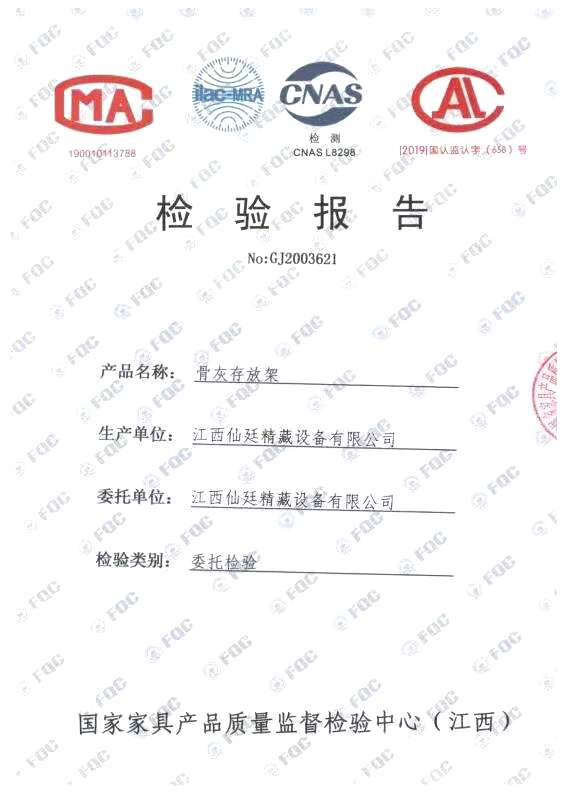 MA
ilac-MRA
CNAS
CAL
检 测
190010113788
CNAS L8298
[2019]国认监认字(658)号
检 验 报 告
No:GJ2003621
产品名称： 骨灰存放架
生产单位： 江西仙廷精藏设备有限公司
委托单位： 江西仙廷精藏设备有限公司
检验类别： 委托检验
国家家具产品质量监督检验中心（江西）
FQC